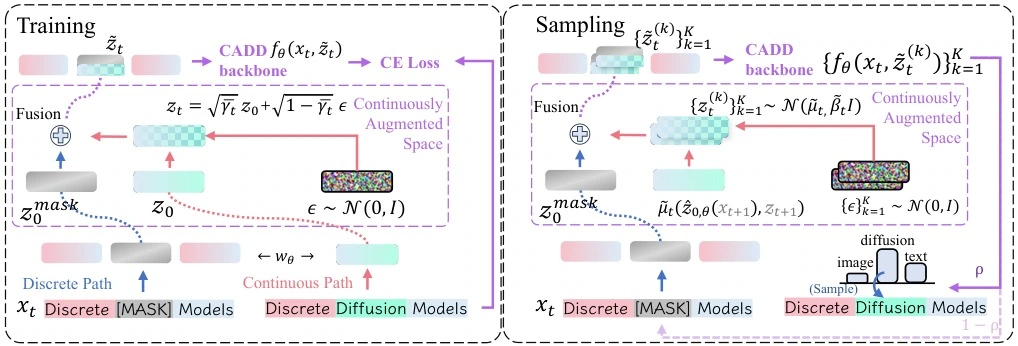 Training
z̃_t
CADD backbone
f_θ(x_t, z̃_t)
CE Loss
Fusion
z_t = √γ̅_t z_0 + √1 − γ̅_t ϵ
Continuously
Augmented
Space
z_0^mask
z_0
ϵ ~ N(0, I)
← w_θ →
Discrete Path
Continuous Path
x_t
Discrete [MASK] Models
Discrete Diffusion Models
Sampling
{z̃_t^(k)}_{k=1}^K
CADD
backbone
{f_θ(x_t, z̃_t^(k))}_{k=1}^K
Fusion
{z_t^(k)}_{k=1}^K ~ N(μ̃_t, β̃_t I)
Continuously
Augmented
Space
z_0^mask
μ̃_t(ẑ_{0,θ}(x_{t+1}), z_{t+1})
{ϵ}_{k=1}^K ~ N(0, I)
diffusion
image
text
(Sample)
ρ
x_t
Discrete [MASK] Models
Discrete Diffusion Models
1 − ρ